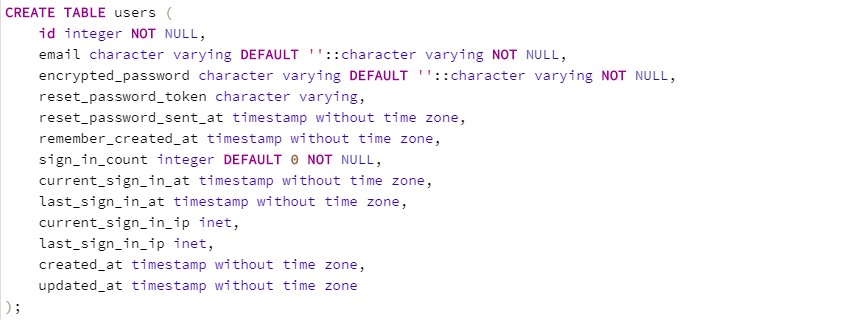 CREATE TABLE users (
    id integer NOT NULL,
    email character varying DEFAULT ''::character varying NOT NULL,
    encrypted_password character varying DEFAULT ''::character varying NOT NULL,
    reset_password_token character varying,
    reset_password_sent_at timestamp without time zone,
    remember_created_at timestamp without time zone,
    sign_in_count integer DEFAULT 0 NOT NULL,
    current_sign_in_at timestamp without time zone,
    last_sign_in_at timestamp without time zone,
    current_sign_in_ip inet,
    last_sign_in_ip inet,
    created_at timestamp without time zone,
    updated_at timestamp without time zone
);